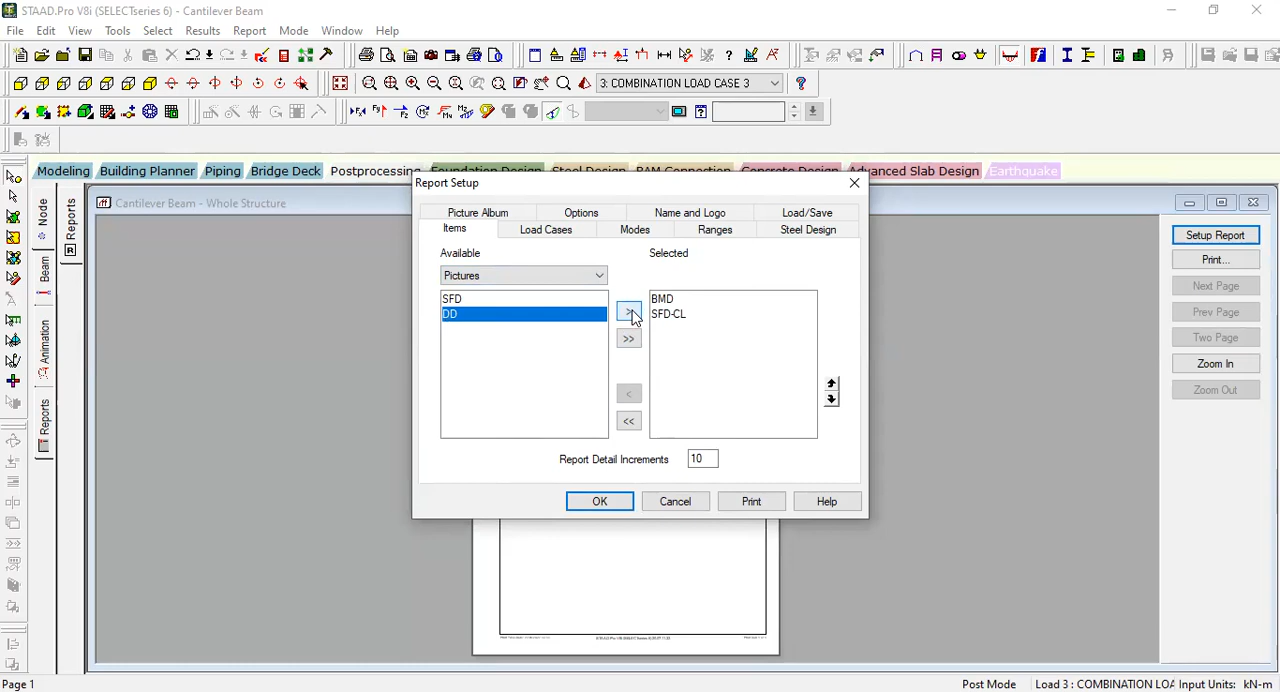 STAAD.Pro V8i (SELECTseries 6) - Cantilever Beam
File Edit View Tools Select Results Report Mode Window Help
3: COMBINATION LOAD CASE 3
Modeling Building Planner Piping Bridge Deck Postprocessing Foundation Design Steel Design RAM Connection Concrete Design Advanced Slab Design Earthquake
Report Setup
Cantilever Beam - Whole Structure
Picture Album Options Name and Logo Load/Save
Items Load Cases Modes Ranges Steel Design
Available Selected
Pictures
SFD
DD
>
>>
<
<<
BMD
SFD-CL
Report Detail Increments 10
OK Cancel Print Help
Setup Report
Print...
Next Page
Prev Page
Two Page
Zoom In
Zoom Out
Node
Beam
Animation
Reports
Reports
Page 1 Post Mode Load 3 : COMBINATION LOA Input Units: kN-m